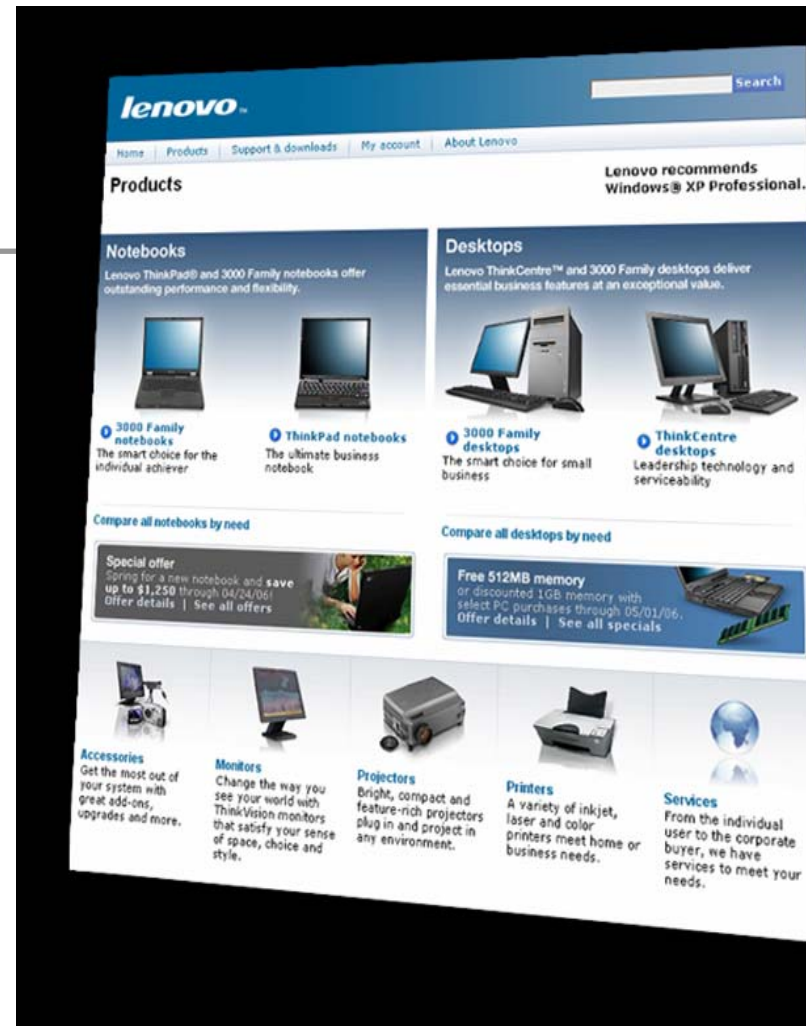 lenovo™
Search
Home | Products | Support & downloads | My account | About Lenovo
Products
Lenovo recommends
Windows® XP Professional.
Notebooks
Lenovo ThinkPad® and 3000 Family notebooks offer
outstanding performance and flexibility.
3000 Family
notebooks
The smart choice for the
individual achiever
ThinkPad notebooks
The ultimate business
notebook
Compare all notebooks by need
Special offer
Spring for a new notebook and save
up to $1,250 through 04/24/06!
Offer details | See all offers
Desktops
Lenovo ThinkCentre™ and 3000 Family desktops deliver
essential business features at an exceptional value.
3000 Family
desktops
The smart choice for small
business
ThinkCentre
desktops
Leadership technology and
serviceability
Compare all desktops by need
Free 512MB memory
or discounted 1GB memory with
select PC purchases through 05/01/06.
Offer details | See all specials
Accessories
Get the most out of
your system with
great add-ons,
upgrades and more.
Monitors
Change the way you
see your world with
ThinkVision monitors
that satisfy your sense
of space, choice and
style.
Projectors
Bright, compact and
feature-rich projectors
plug in and project in
any environment.
Printers
A variety of inkjet,
laser and color
printers meet home or
business needs.
Services
From the individual
user to the corporate
buyer, we have
services to meet your
needs.